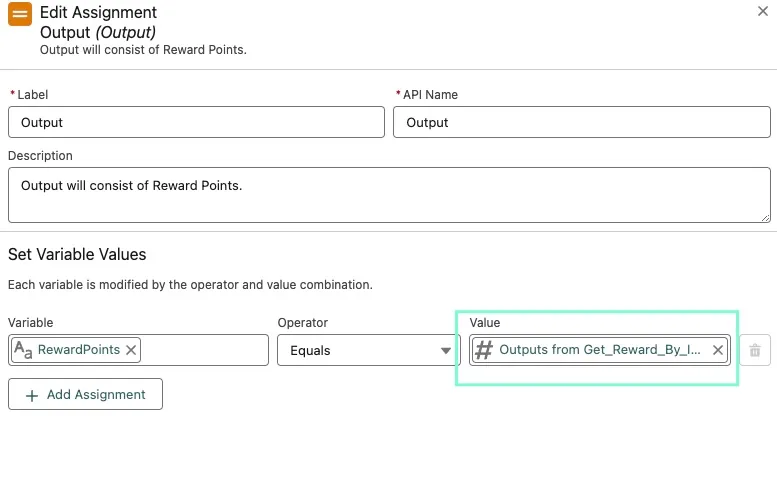 Edit Assignment
Output (Output)
Output will consist of Reward Points.
* Label
* API Name
Output
Output
Description
Output will consist of Reward Points.
Set Variable Values
Each variable is modified by the operator and value combination.
Variable
Operator
Value
Aa RewardPoints
Equals
# Outputs from Get_Reward_By_I...
+ Add Assignment